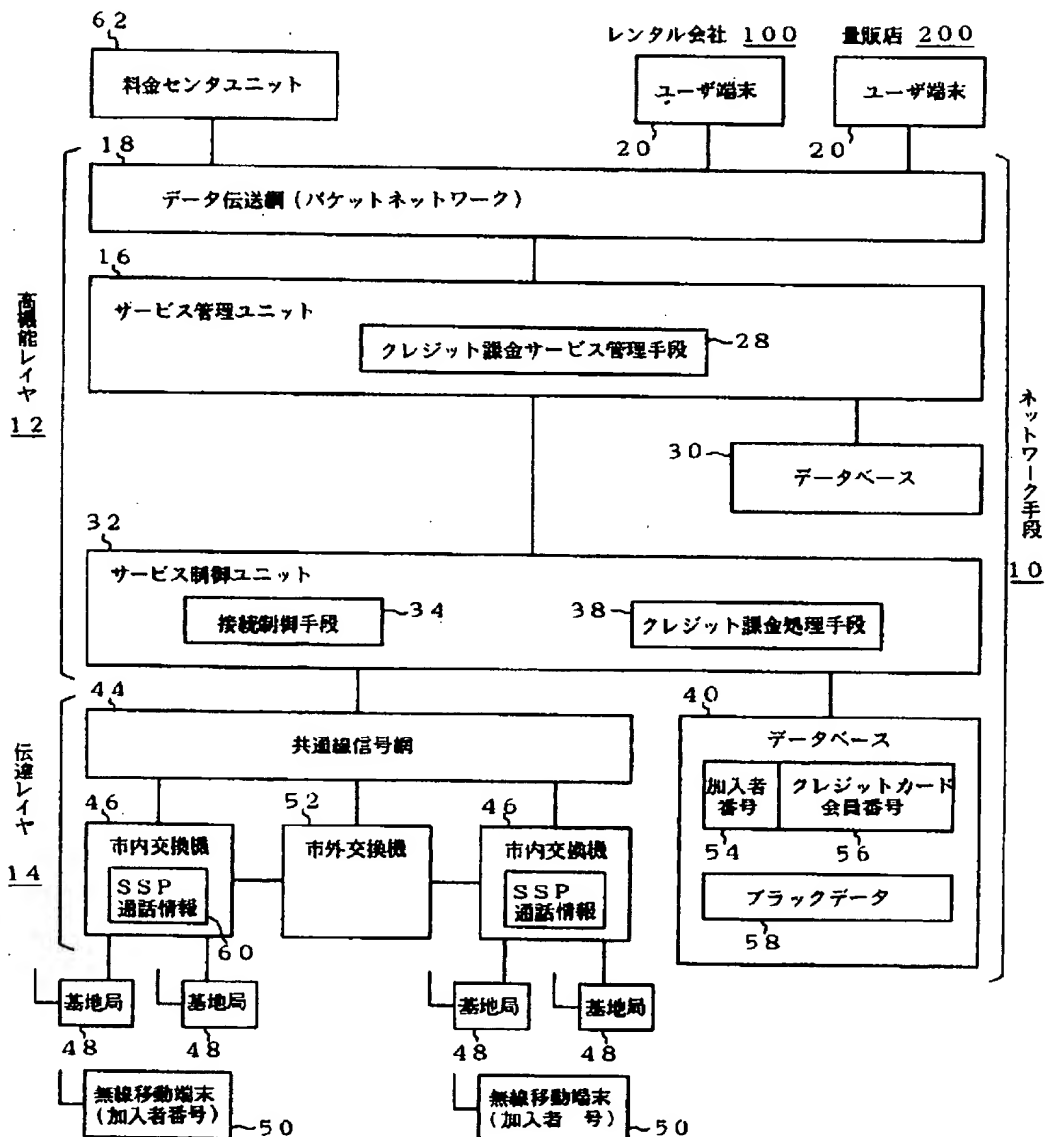 62
レンタル会社 100
量販店 200
料金センタユニット
ユーザ端末
ユーザ端末
20
20
18
データ伝送網(パケットネットワーク)
16
サービス管理ユニット
クレジット課金サービス管理手段
28
高機能レイヤ
12
ネットワーク手段
10
30
データベース
32
サービス制御ユニット
接続制御手段
34
38
クレジット課金処理手段
44
共通線信号網
40
データベース
加入者
番号
クレジットカード
会員番号
54
56
ブラックデータ
58
伝達レイヤ
14
46
市内交換機
SSP
通話情報
60
52
市外交換機
46
市内交換機
SSP
通話情報
基地局
基地局
基地局
基地局
48
48
48
48
無線移動端末
(加入者番号)
50
無線移動端末
(加入者 号)
50